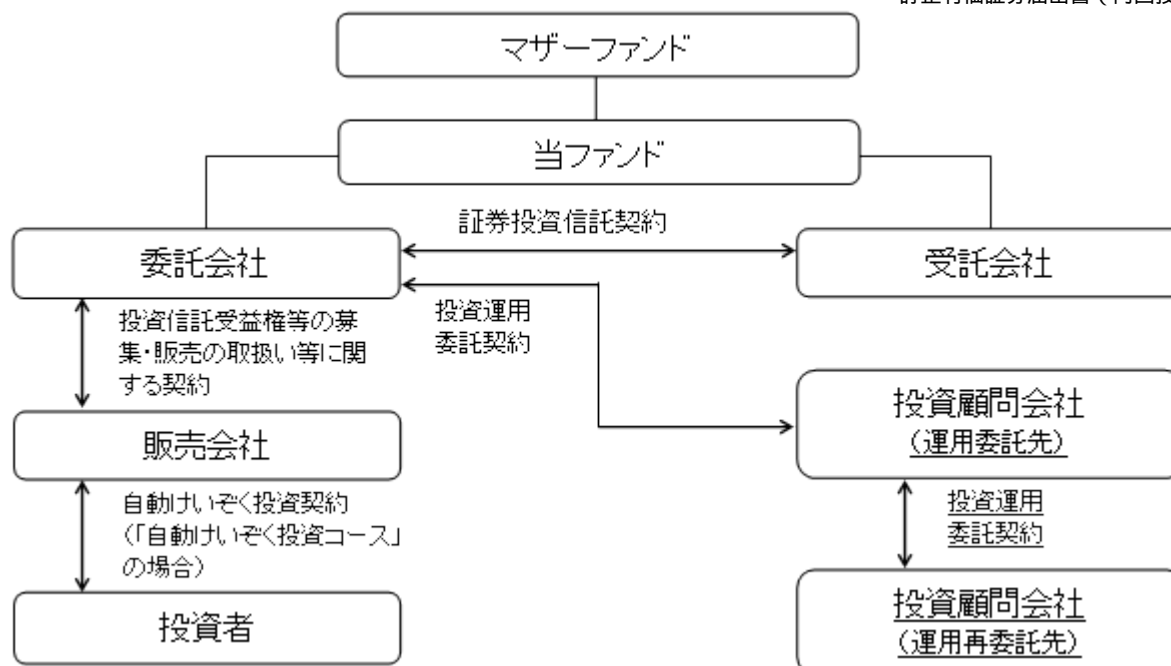 マザーファンド
当ファンド
証券投資信託契約
委託会社
受託会社
投資信託受益権等の募
集・販売の取扱い等に関
する契約
投資運用
委託契約
投資顧問会社
(運用委託先)
販売会社
自動けいぞく投資契約
(「自動けいぞく投資コース」
の場合)
投資運用
委託契約
投資者
投資顧問会社
(運用再委託先)